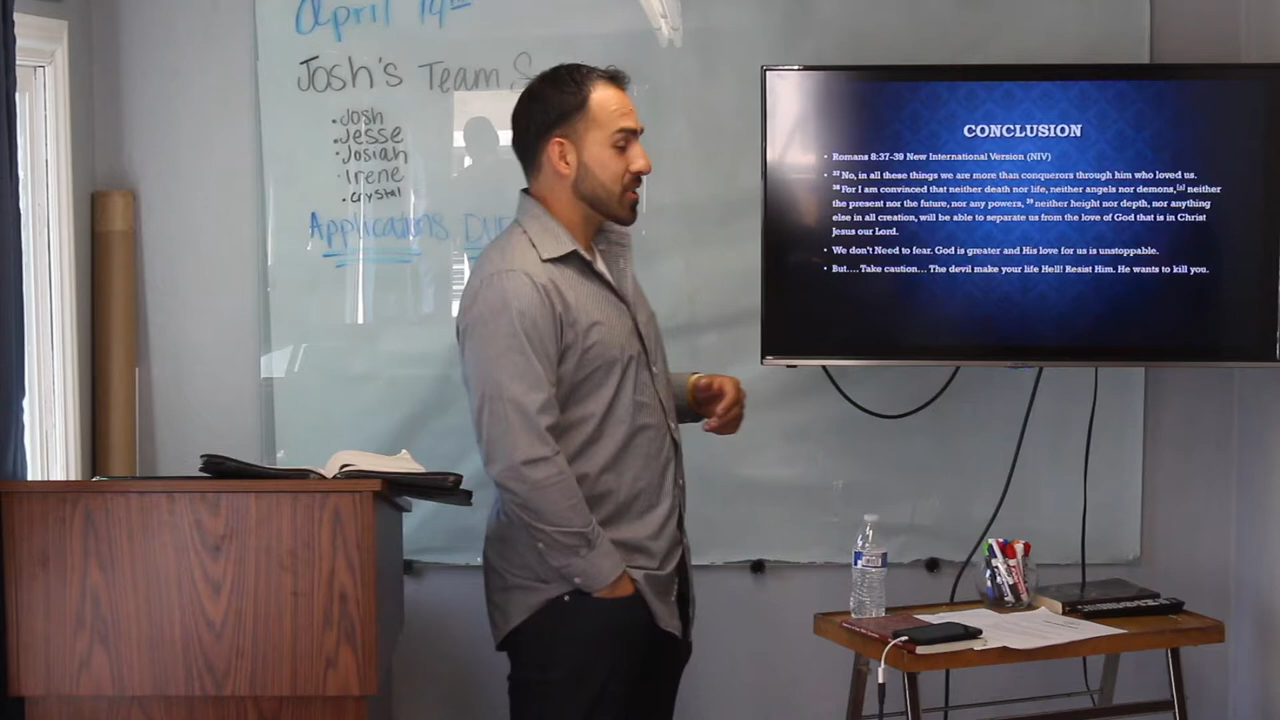 April 14th
Josh's Team
• Josh
• Jesse
• Josiah
• Irene
• Crystal
Applications DUE
CONCLUSION
• Romans 8:37-39 New International Version (NIV)
• 37 No, in all these things we are more than conquerors through him who loved us.
38 For I am convinced that neither death nor life, neither angels nor demons,[a] neither
the present nor the future, nor any powers, 39 neither height nor depth, nor anything
else in all creation, will be able to separate us from the love of God that is in Christ
Jesus our Lord.
• We don't Need to fear. God is greater and His love for us is unstoppable.
• But.... Take caution... The devil make your life Hell! Resist Him. He wants to kill you.